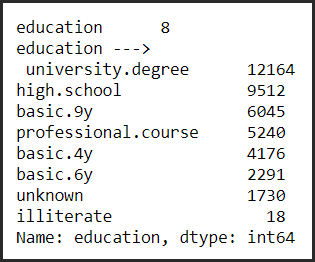 education      8
education --->
 university.degree      12164
high.school             9512
basic.9y                6045
professional.course     5240
basic.4y                4176
basic.6y                2291
unknown                 1730
illiterate                18
Name: education, dtype: int64